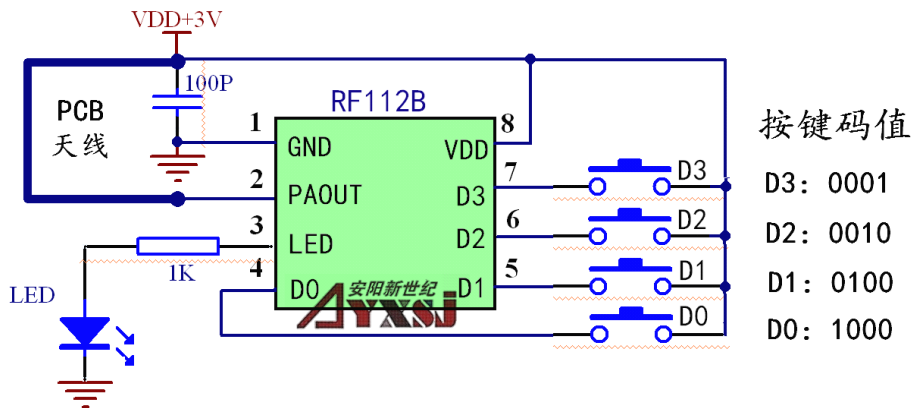 VDD+3V
100P
RF112B
PCB
天线
1
GND
VDD
8
2
PAOUT
D3
7
3
LED
D2
6
4
D0
D1
5
1K
LED
安阳新世纪
AYXSJ
D3
D2
D1
D0
按键码值
D3: 0001
D2: 0010
D1: 0100
D0: 1000